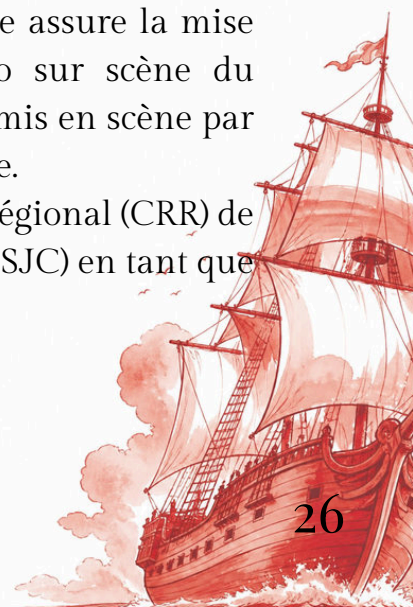 e assure la mise
o sur scène du
mis en scène par
e.
égional (CRR) de
SJC) en tant que
26